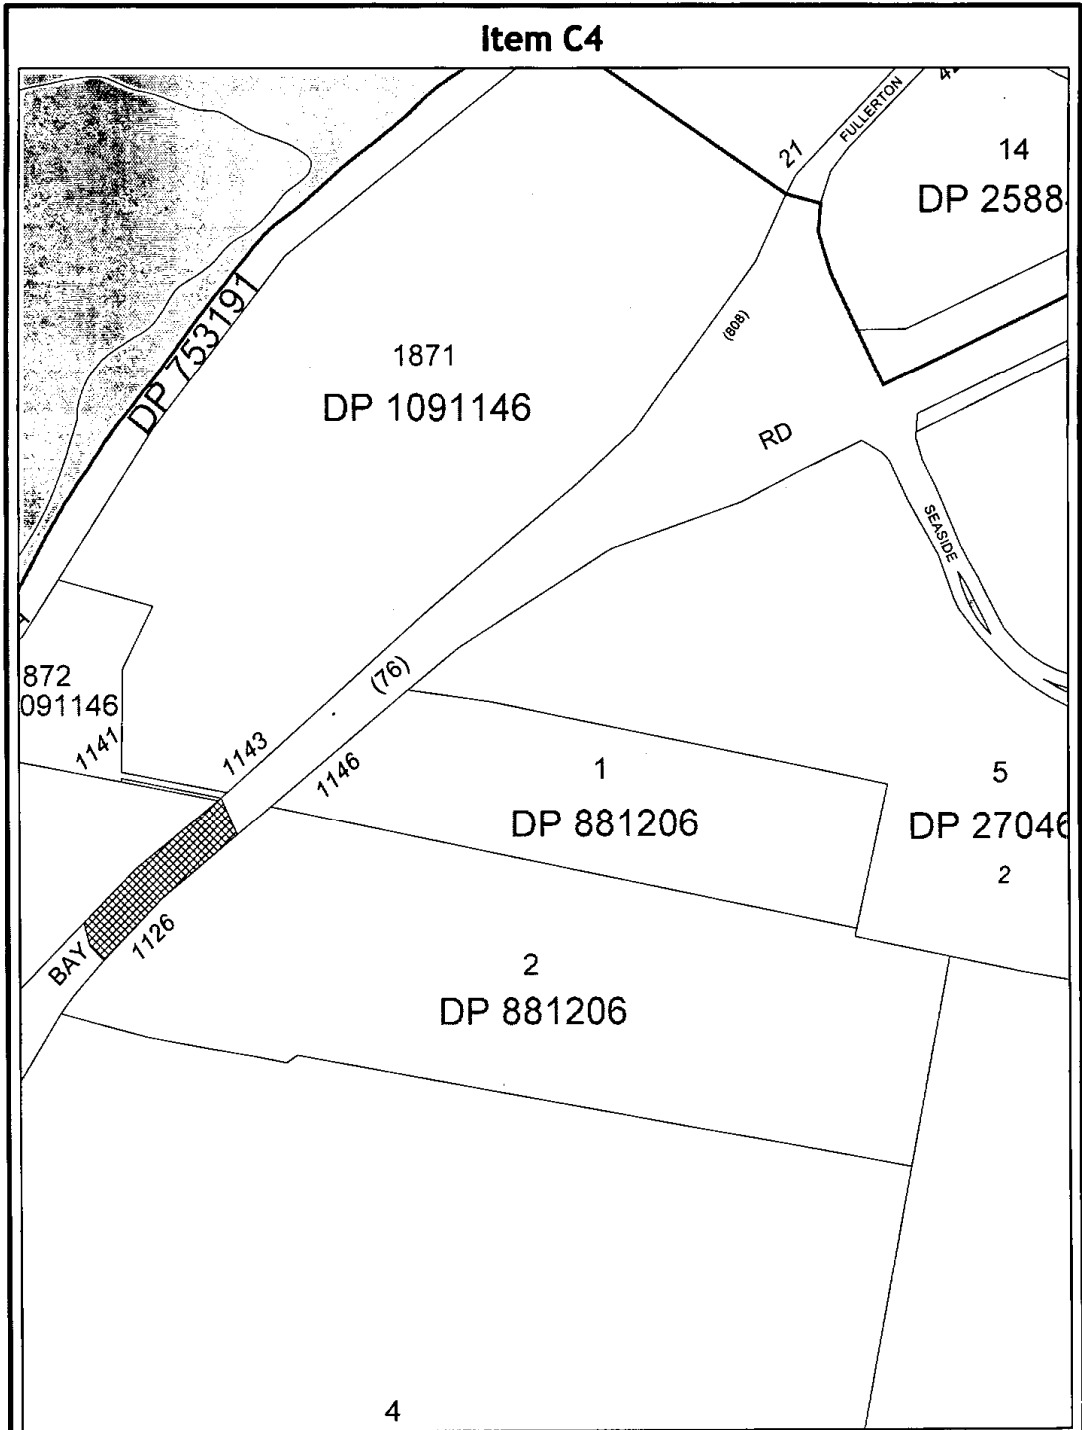 Item C4
FULLERTON
21
14
DP 2588
DP 753191
(808)
1871
DP 1091146
RD
SEASIDE
(76)
872
091146
1141
1143
1146
1
DP 881206
5
DP 27046
2
BAY
1126
2
DP 881206
4